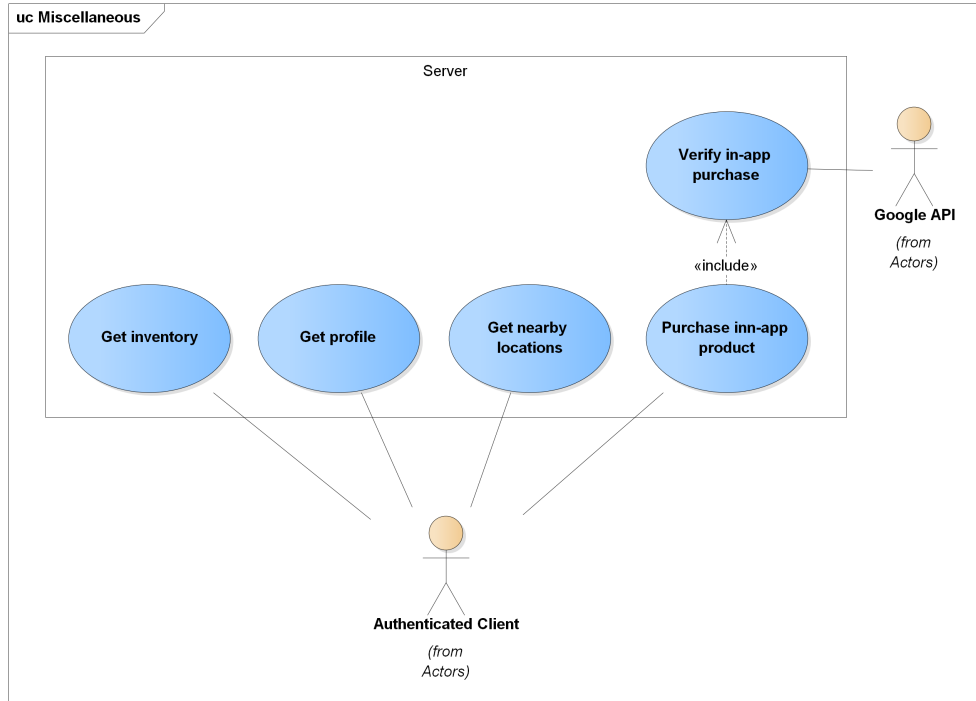 uc Miscellaneous
Server
Verify in-app
purchase
Google API
(from
Actors)
«include»
Get inventory
Get profile
Get nearby
locations
Purchase inn-app
product
Authenticated Client
(from
Actors)